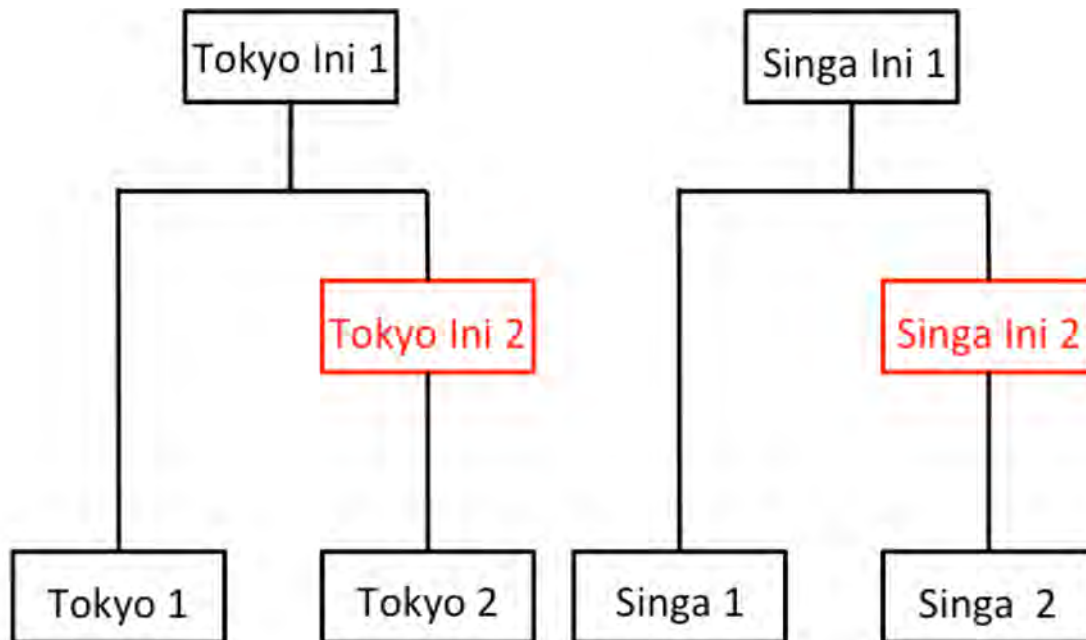 Tokyo Ini 1
Singa Ini 1
Tokyo Ini 2
Singa Ini 2
Tokyo 1
Tokyo 2
Singa 1
Singa 2